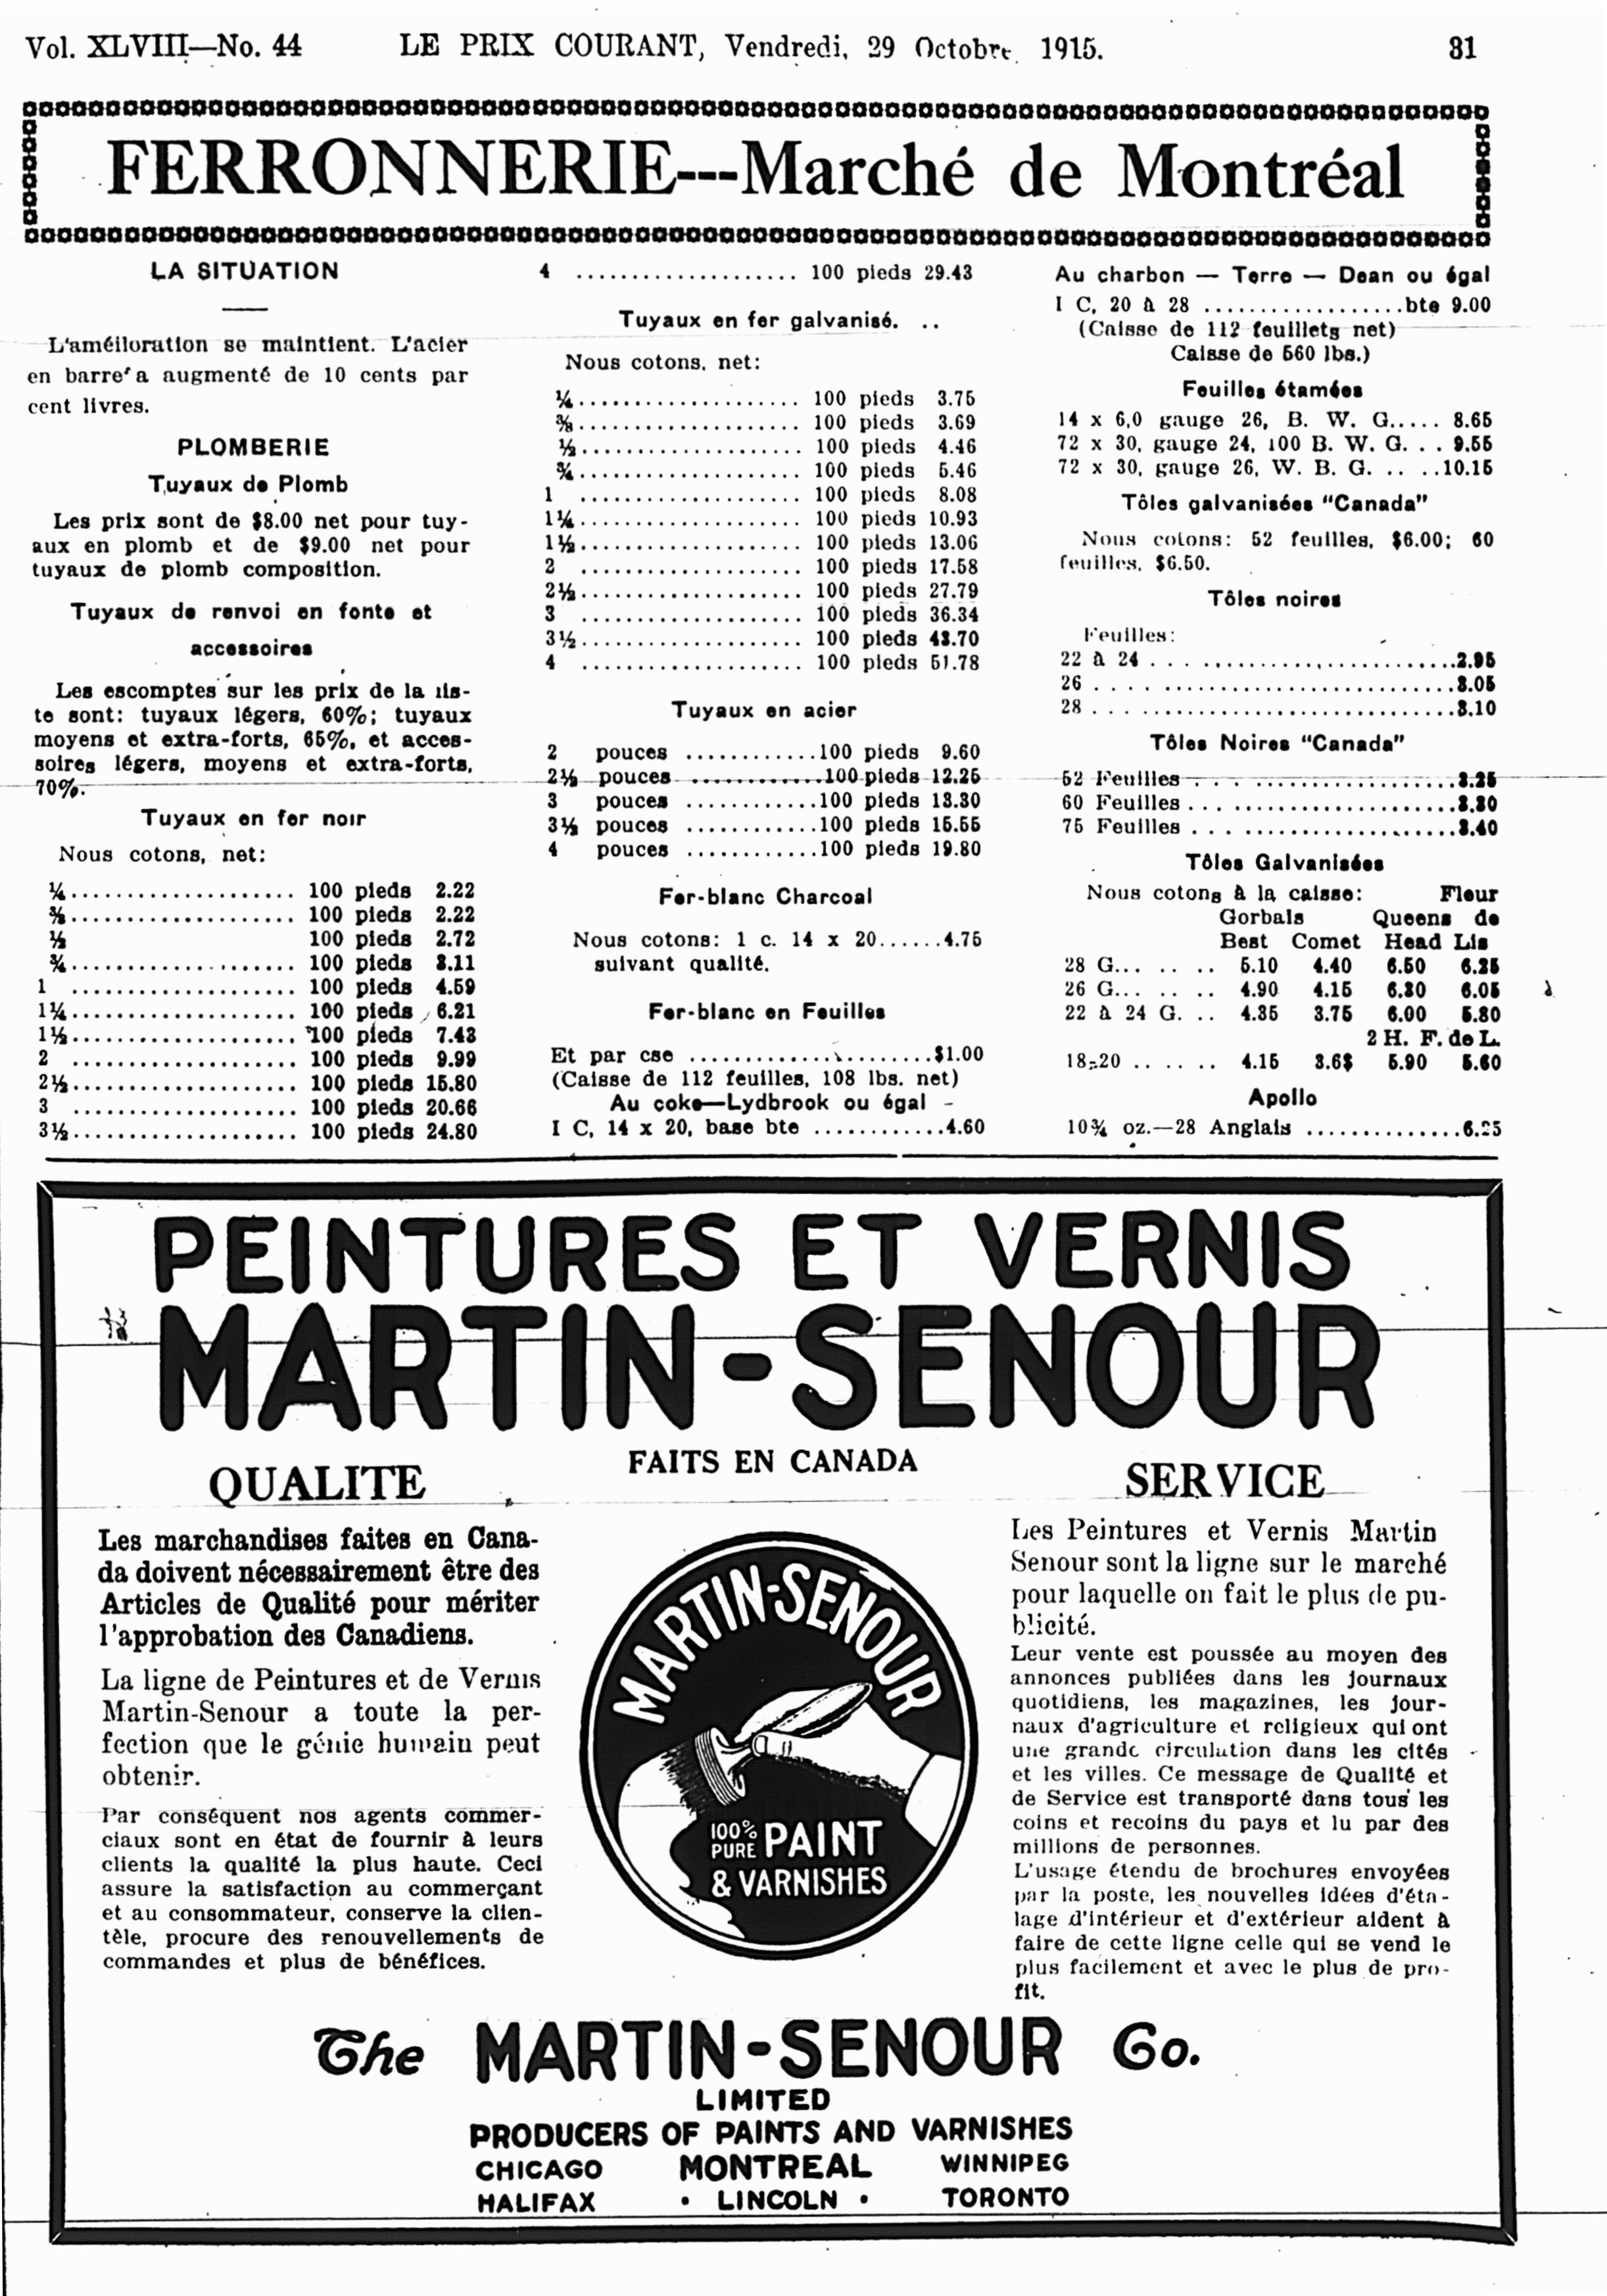 Vol. XLVIII—No. 44 LE PRIX COURANT, Vendredi, 29 Octobre 1915. 31
FERRONNERIE---Marché de Montréal
LA SITUATION
L'amélioration se maintient. L'acier
en barre a augmenté de 10 cents par
cent livres.
PLOMBERIE
Tuyaux de Plomb
Les prix sont de $8.00 net pour tuy-
aux en plomb et de $9.00 net pour
tuyaux de plomb composition.
Tuyaux de renvoi en fonte et
accessoires
Les escomptes sur les prix de la lis-
te sont: tuyaux légers, 60%; tuyaux
moyens et extra-forts, 65%, et acces-
soires légers, moyens et extra-forts,
70%.
Tuyaux en fer noir
Nous cotons, net:
¼.................... 100 pieds 2.22
⅜.................... 100 pieds 2.22
½ 100 pieds 2.72
¾.................... 100 pieds 3.11
1 .................... 100 pieds 4.59
1¼.................... 100 pieds 6.21
1½.................... 100 pieds 7.43
2 .................... 100 pieds 9.99
2½.................... 100 pieds 15.80
3 .................... 100 pieds 20.66
3½.................... 100 pieds 24.80
4 .................... 100 pieds 29.43
Tuyaux en fer galvanisé. ..
Nous cotons, net:
¼.................... 100 pieds 3.75
⅜.................... 100 pieds 3.69
½.................... 100 pieds 4.46
¾.................... 100 pieds 5.46
1 .................... 100 pieds 8.08
1¼.................... 100 pieds 10.93
1½.................... 100 pieds 13.06
2 .................... 100 pieds 17.58
2½.................... 100 pieds 27.79
3 .................... 100 pieds 36.34
3½.................... 100 pieds 43.70
4 .................... 100 pieds 51.78
Tuyaux en acier
2 pouces ............100 pieds 9.60
2½ pouces ............100 pieds 12.25
3 pouces ............100 pieds 13.30
3½ pouces ............100 pieds 15.55
4 pouces ............100 pieds 19.80
Fer-blanc Charcoal
Nous cotons: 1 c. 14 x 20......4.75
suivant qualité.
Fer-blanc en Feuilles
Et par cse ......................$1.00
(Caisse de 112 feuilles, 108 lbs. net)
Au coke—Lydbrook ou égal -
I C, 14 x 20, base bte ............4.60
Au charbon — Terre — Dean ou égal
I C, 20 à 28 ..................bte 9.00
(Caisse de 112 feuillets net)
Caisse de 560 lbs.)
Feuilles étamées
14 x 6,0 gauge 26, B. W. G..... 8.65
72 x 30, gauge 24, 100 B. W. G. . . 9.55
72 x 30, gauge 26, W. B. G. .. ..10.15
Tôles galvanisées "Canada"
Nous cotons: 52 feuilles, $6.00; 60
feuilles, $6.50.
Tôles noires
Feuilles:
22 à 24 . . . .......................2.95
26 . . . . ..........................3.05
28 . . . ............................3.10
Tôles Noires "Canada"
52 Feuilles . . . ..................3.25
60 Feuilles . . . .....................3.30
75 Feuilles . . . .....................3.40
Tôles Galvanisées
Nous cotons à la caisse: Fleur
Gorbals Queens de
Best Comet Head Lis
28 G... .. .. 5.10 4.40 6.50 6.25
26 G... .. .. 4.90 4.15 6.20 6.05
22 à 24 G. .. 4.35 3.75 6.00 5.80
2 H. F. de L.
18-20 .. .. .. 4.15 3.6$ 5.90 5.60
Apollo
10¾ oz.—28 Anglais ..............6.25
PEINTURES ET VERNIS
MARTIN-SENOUR
FAITS EN CANADA
QUALITE
Les marchandises faites en Cana-
da doivent nécessairement être des
Articles de Qualité pour mériter
l'approbation des Canadiens.
La ligne de Peintures et de Vernis
Martin-Senour a toute la per-
fection que le génie humain peut
obtenir.
Par conséquent nos agents commer-
ciaux sont en état de fournir à leurs
clients la qualité la plus haute. Ceci
assure la satisfaction au commerçant
et au consommateur, conserve la clien-
tèle, procure des renouvellements de
commandes et plus de bénéfices.
MARTIN-SENOUR
100% PURE PAINT
& VARNISHES
SERVICE
Les Peintures et Vernis Martin
Senour sont la ligne sur le marché
pour laquelle on fait le plus de pu-
blicité.
Leur vente est poussée au moyen des
annonces publiées dans les journaux
quotidiens, les magazines, les jour-
naux d'agriculture et religieux qui ont
une grande circulation dans les cités
et les villes. Ce message de Qualité et
de Service est transporté dans tous les
coins et recoins du pays et lu par des
millions de personnes.
L'usage étendu de brochures envoyées
par la poste, les nouvelles idées d'éta-
lage d'intérieur et d'extérieur aident à
faire de cette ligne celle qui se vend le
plus facilement et avec le plus de pro-
fit.
The MARTIN-SENOUR Co.
LIMITED
PRODUCERS OF PAINTS AND VARNISHES
CHICAGO MONTREAL WINNIPEG
HALIFAX • LINCOLN • TORONTO